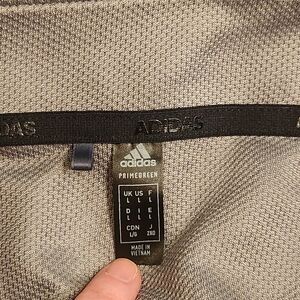 ADIDAS
ADIDAS
adidas
PRIMEGREEN
UK US F
L L L
D I E
L L L
CDN J
L/G 2XO
MADE IN
VIETNAM